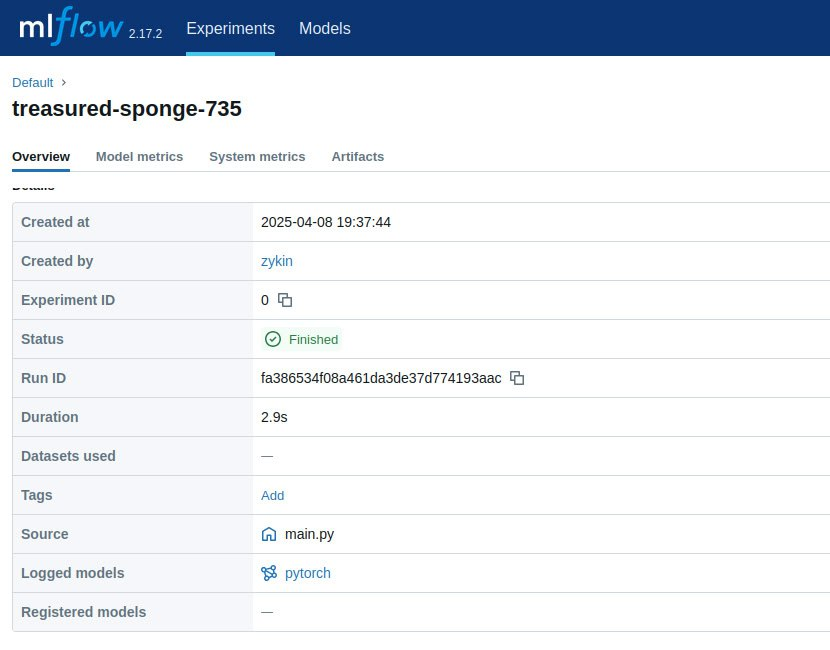 mlflow 2.17.2 Experiments Models
Default ›
treasured-sponge-735
Overview Model metrics System metrics Artifacts
Details
Created at 2025-04-08 19:37:44
Created by zykin
Experiment ID 0
Status Finished
Run ID fa386534f08a461da3de37d774193aac
Duration 2.9s
Datasets used —
Tags Add
Source main.py
Logged models pytorch
Registered models —